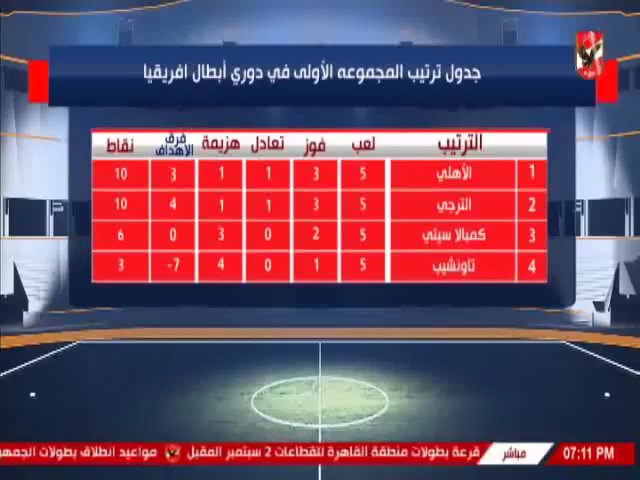 جدول ترتيب المجموعه الأولى في دوري أبطال افريقيا
الترتيب لعب فوز تعادل هزيمة فرق الأهداف نقاط
1 الأهلي 5 3 1 1 3 10
2 الترجي 5 3 1 1 4 10
3 كمبالا سيتي 5 2 0 3 0 6
4 تاونشيب 5 1 0 4 -7 3
07:11 PM مباشر قرعة بطولات منطقة القاهرة للقطاعات 2 سبتمبر المقبل مواعيد انطلاق بطولات الجمهو